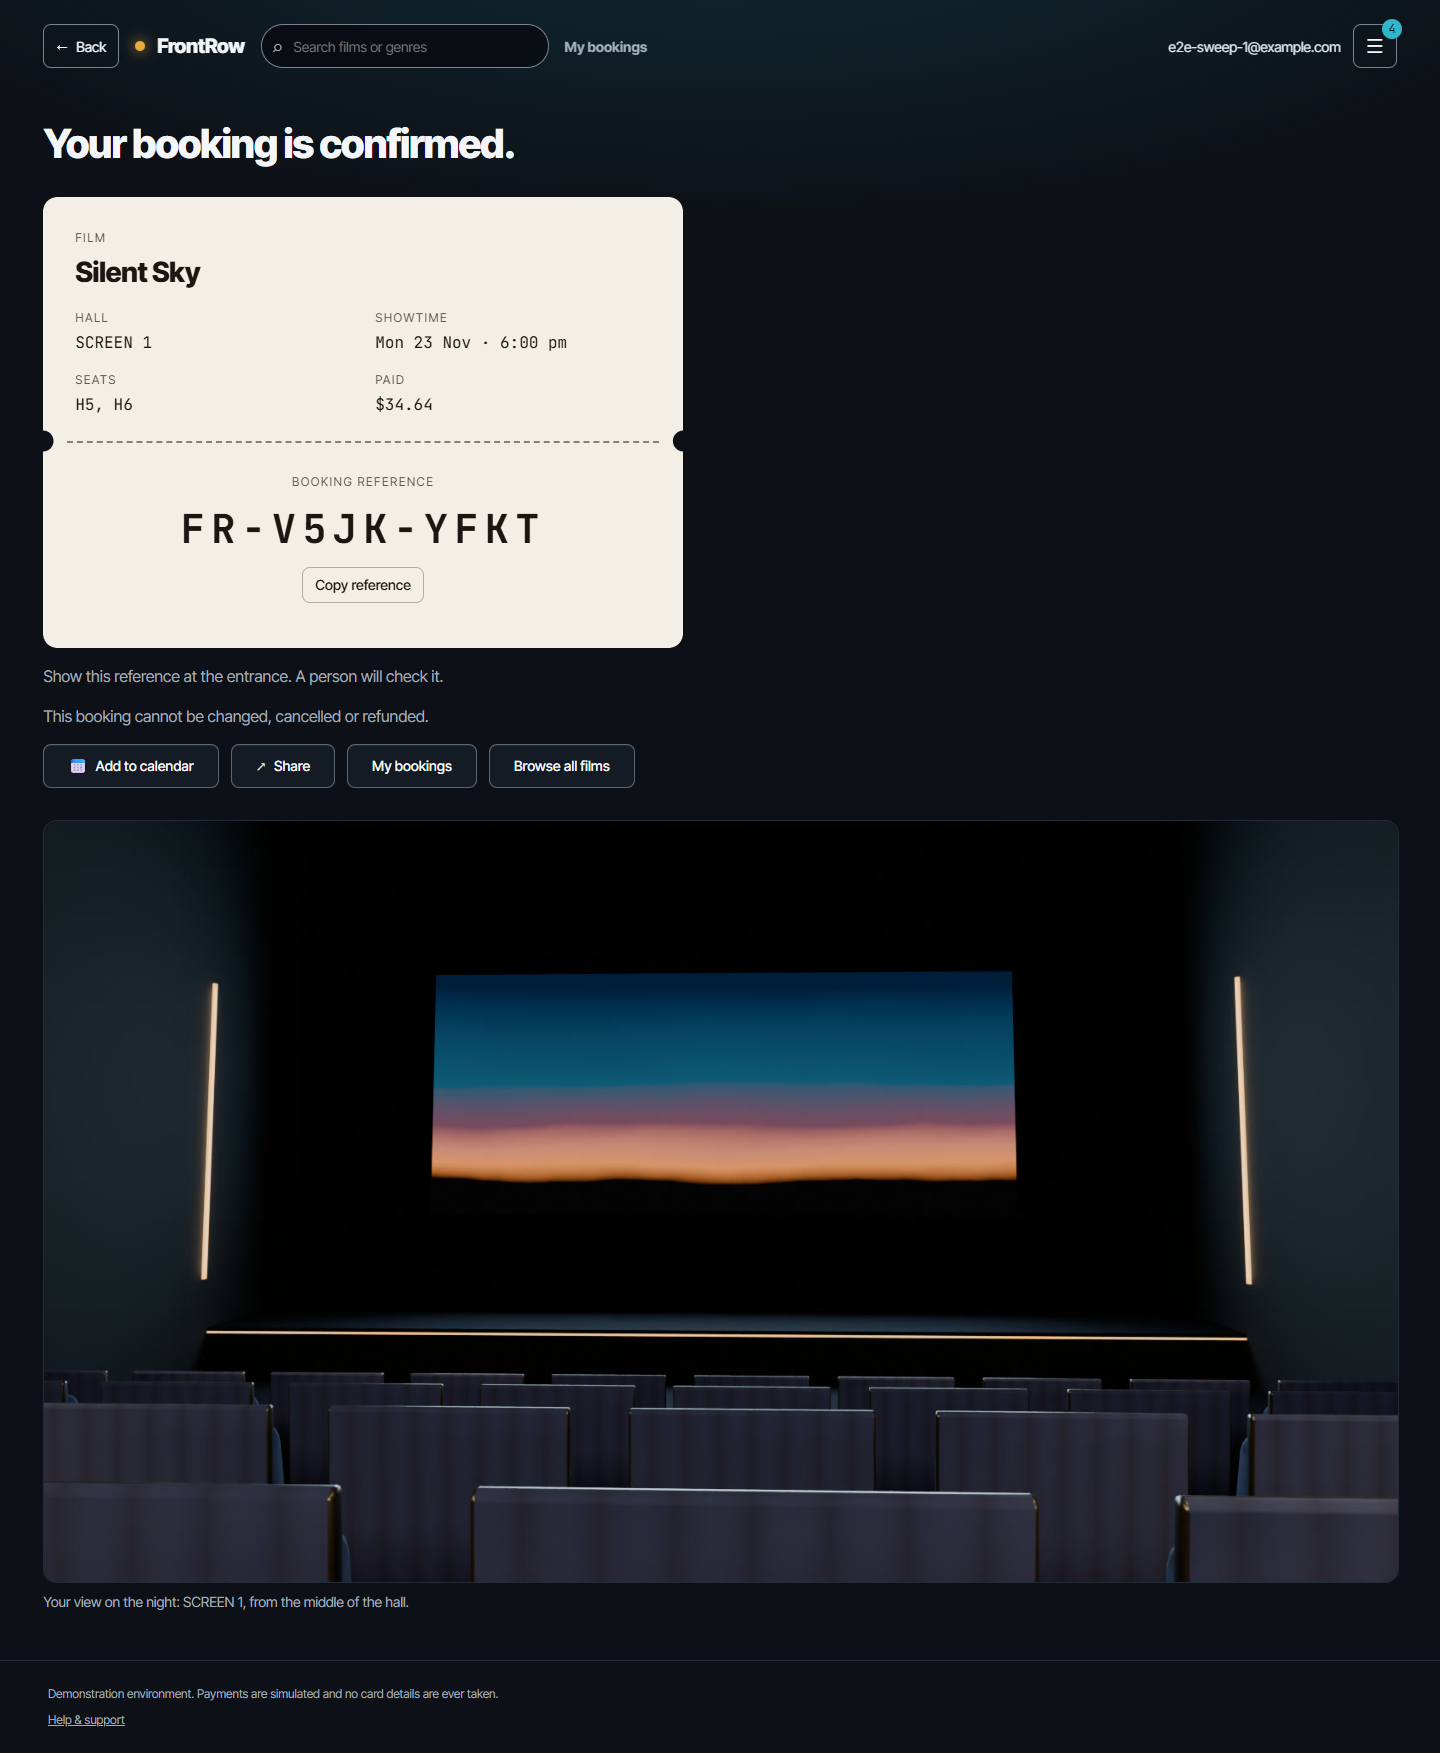 ← Back
FrontRow
Search films or genres
My bookings
e2e-sweep-1@example.com
4
Your booking is confirmed.
FILM
Silent Sky
HALL
SHOWTIME
SCREEN 1
Mon 23 Nov · 6:00 pm
SEATS
PAID
H5, H6
$34.64
BOOKING REFERENCE
FR-V5JK-YFKT
Copy reference
Show this reference at the entrance. A person will check it.
This booking cannot be changed, cancelled or refunded.
Add to calendar
Share
My bookings
Browse all films
Your view on the night: SCREEN 1, from the middle of the hall.
Demonstration environment. Payments are simulated and no card details are ever taken.
Help & support